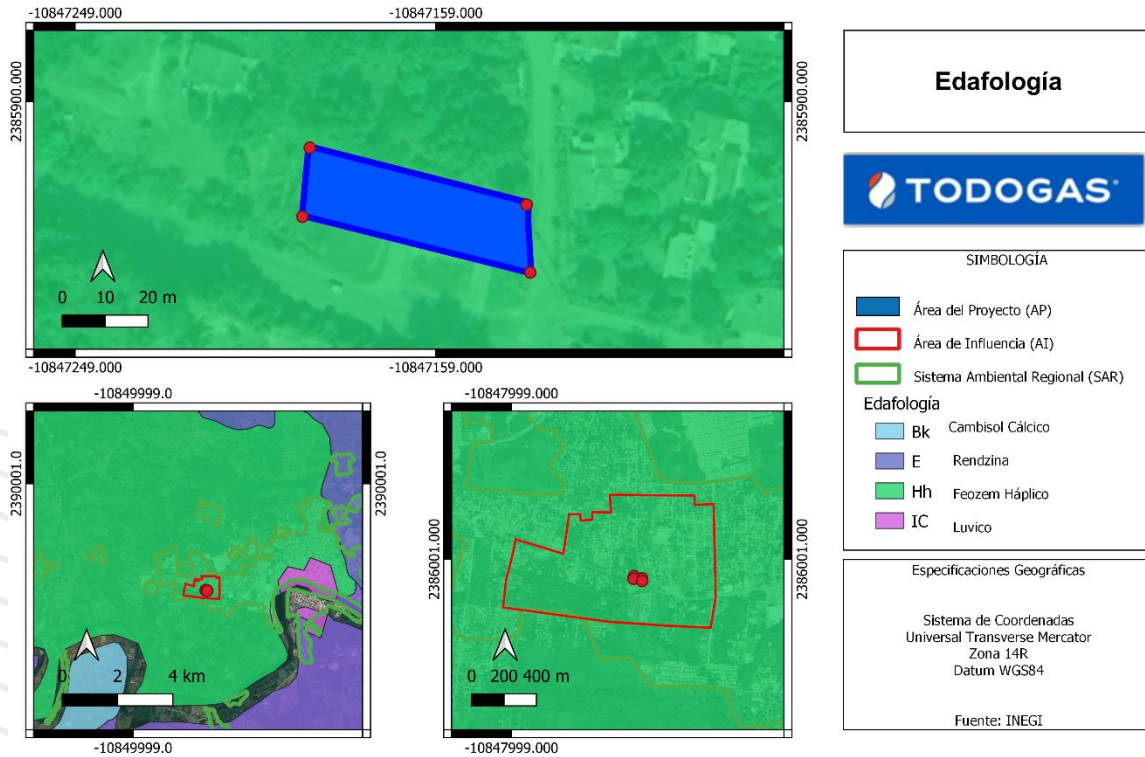 -10847249.000 -10847159.000
2385900.000 2385900.000
0 10 20 m
-10847249.000 -10847159.000
-10849999.0
2390001.0 2390001.0
0 2 4 km
-10849999.0
-10847999.000
2386001.000 2386001.000
0 200 400 m
-10847999.000
Edafología
TODOGAS
SIMBOLOGÍA
Área del Proyecto (AP)
Área de Influencia (AI)
Sistema Ambiental Regional (SAR)
Edafología
Bk Cambisol Cálcico
E Rendzina
Hh Feozem Háplico
IC Luvico
Especificaciones Geográficas
Sistema de Coordenadas
Universal Transverse Mercator
Zona 14R
Datum WGS84
Fuente: INEGI